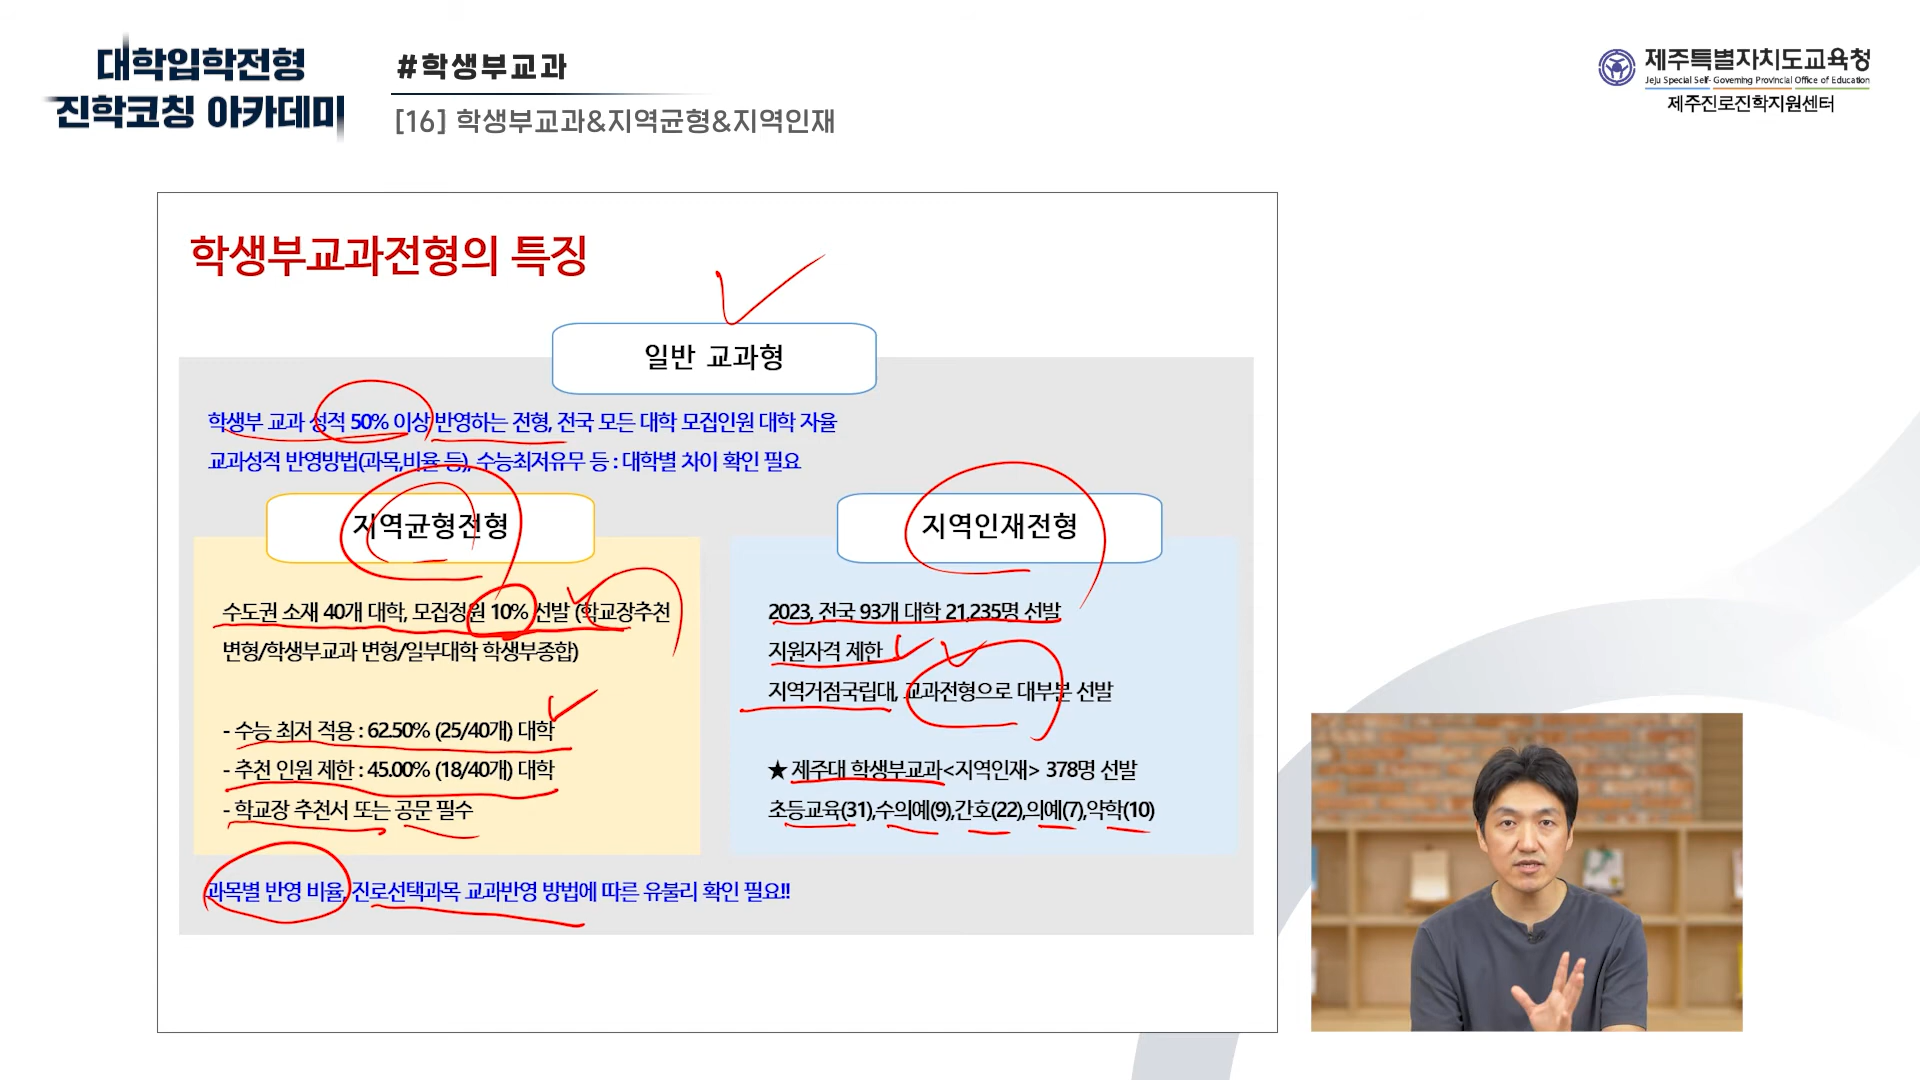 대학입학전형
진학코칭 아카데미
#학생부교과
[16] 학생부교과&지역균형&지역인재
제주특별자치도교육청
Jeju Special Self- Governing Provincial Office of Education
제주진로진학지원센터
학생부교과전형의 특징
일반 교과형
학생부 교과 성적 50% 이상 반영하는 전형, 전국 모든 대학 모집인원 대학 자율
교과성적 반영방법(과목,비율 등), 수능최저유무 등 : 대학별 차이 확인 필요
지역균형전형
수도권 소재 40개 대학, 모집정원 10% 선발 (학교장추천
변형/학생부교과 변형/일부대학 학생부종합)
- 수능 최저 적용 : 62.50% (25/40개) 대학
- 추천 인원 제한 : 45.00% (18/40개) 대학
- 학교장 추천서 또는 공문 필수
지역인재전형
2023, 전국 93개 대학 21,235명 선발
지원자격 제한
지역거점국립대, 교과전형으로 대부분 선발
★ 제주대 학생부교과<지역인재> 378명 선발
초등교육(31),수의예(9),간호(22),의예(7),약학(10)
과목별 반영 비율, 진로선택과목 교과반영 방법에 따른 유불리 확인 필요!!